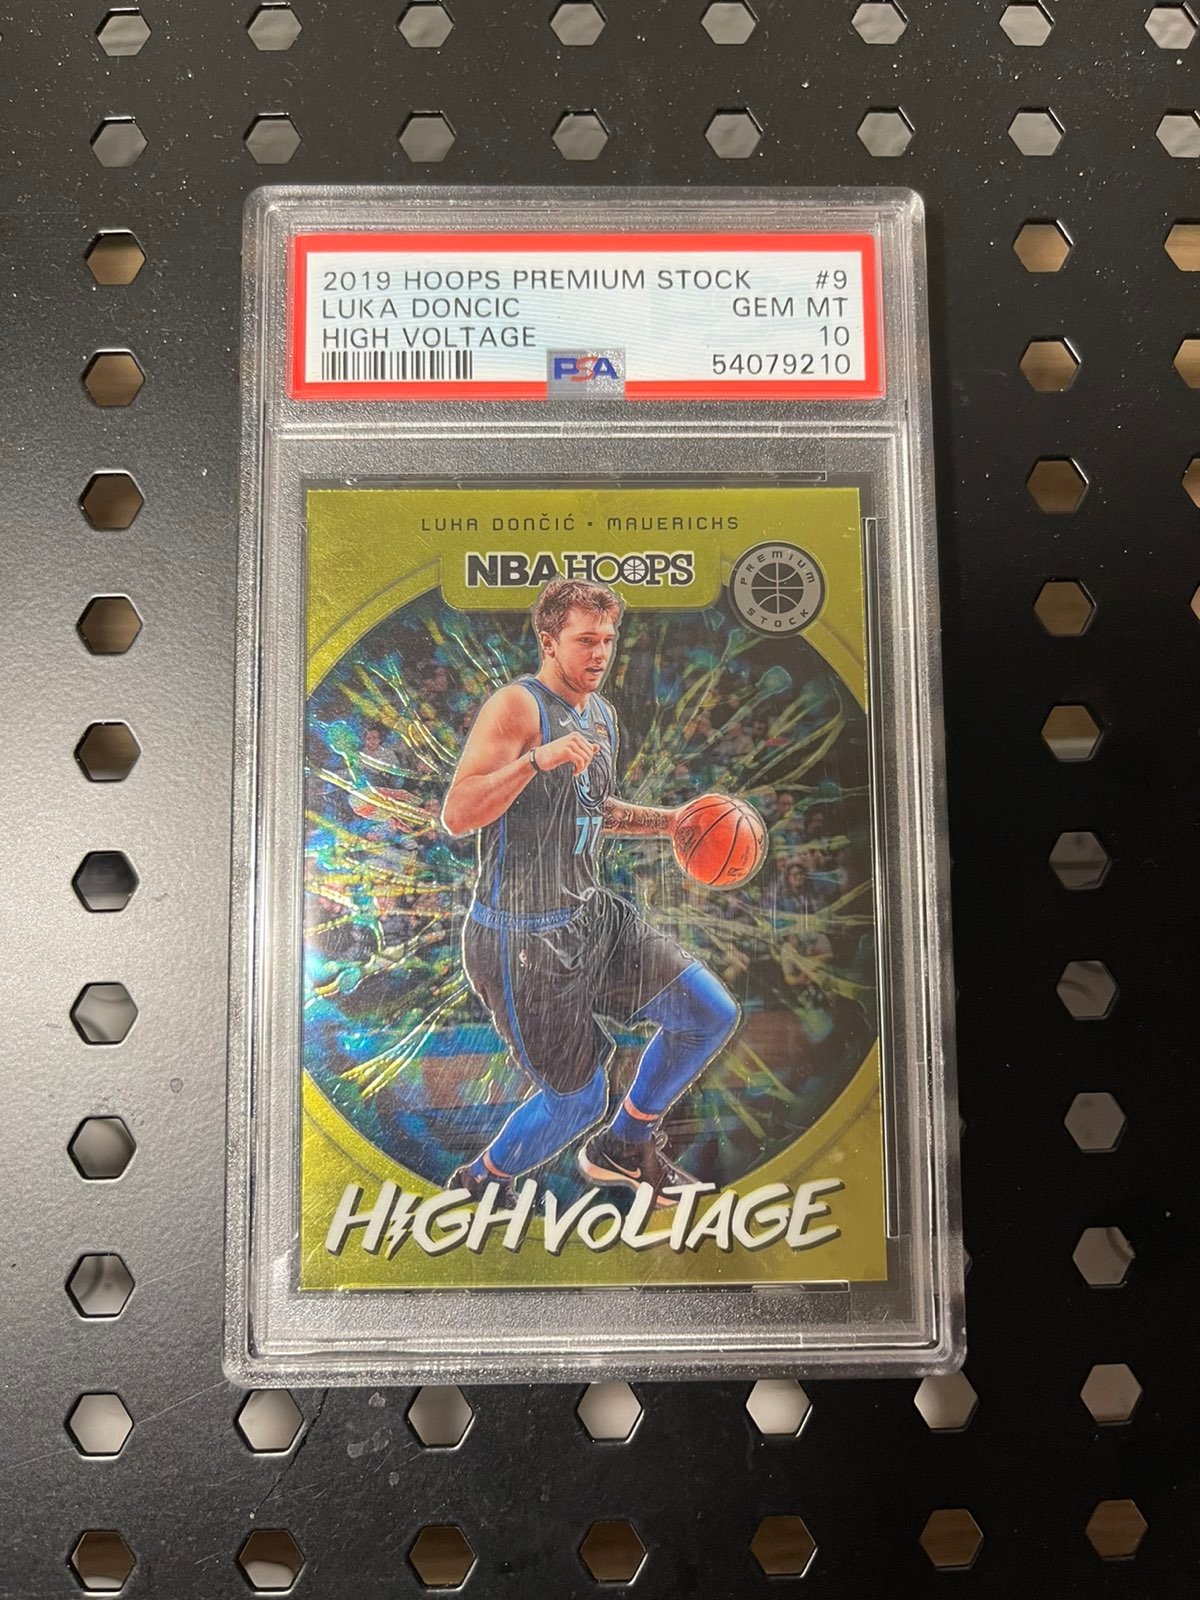 2019 HOOPS PREMIUM STOCK #9
LUKA DONCIC GEM MT
HIGH VOLTAGE 10
PSA 54079210
LUKA DONČIĆ • MAVERICKS
NBA HOOPS
PREMIUM STOCK
77
HIGH VOLTAGE